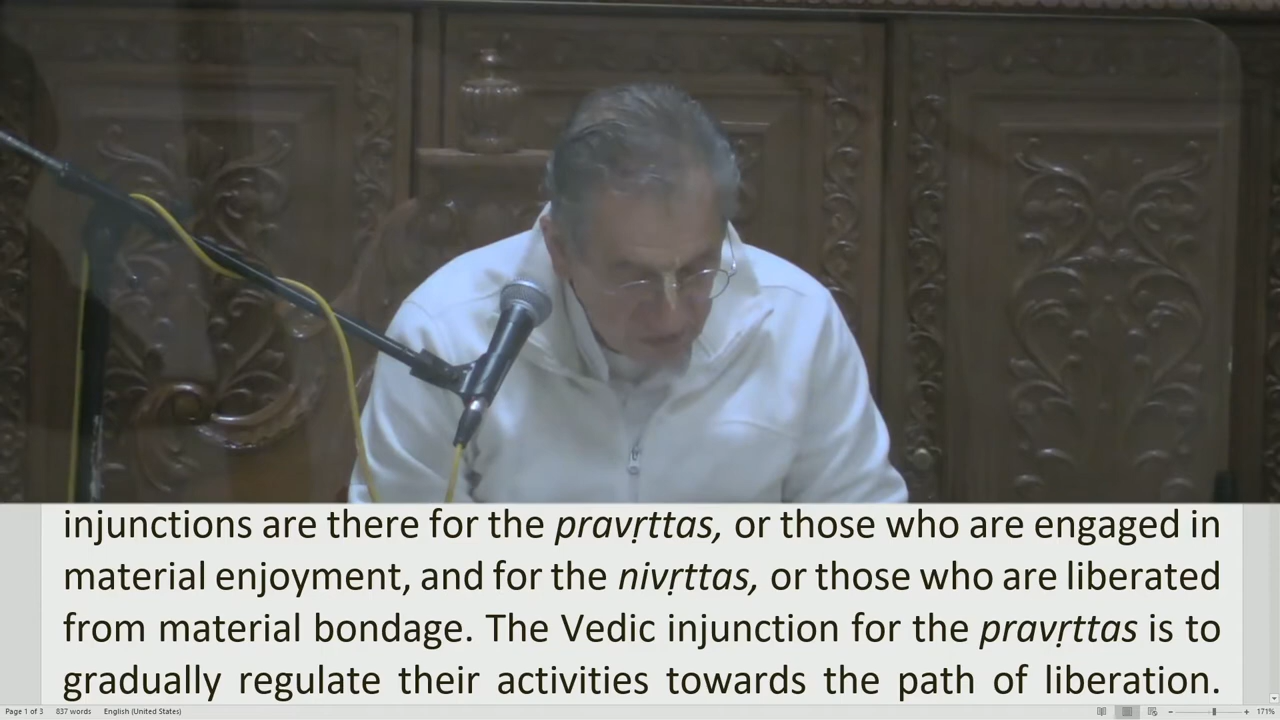 injunctions are there for the pravṛttas, or those who are engaged in
material enjoyment, and for the nivṛttas, or those who are liberated
from material bondage. The Vedic injunction for the pravṛttas is to
gradually regulate their activities towards the path of liberation.
Page 1 of 3 837 words English (United States) 171%